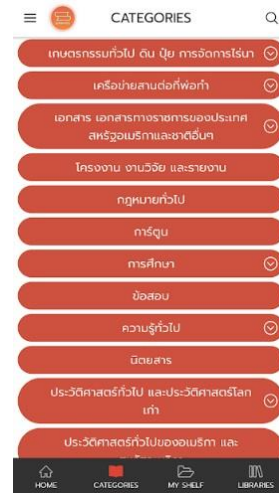 CATEGORIES
เกษตรกรรมทั่วไป ดิน ปุ๋ย การจัดการไร่นา
เครือข่ายสานต่อที่พ่อทำ
เอกสาร เอกสารทางราชการของประเทศ
สหรัฐอเมริกาและชาติอื่นๆ
โครงงาน งานวิจัย และรายงาน
กฎหมายทั่วไป
การ์ตูน
การศึกษา
ข้อสอบ
ความรู้ทั่วไป
นิตยสาร
ประวัติศาสตร์ทั่วไป และประวัติศาสตร์โลก
เก่า
ประวัติศาสตร์ทั่วไปของอเมริกา และ
HOME CATEGORIES MY SHELF LIBRARIES